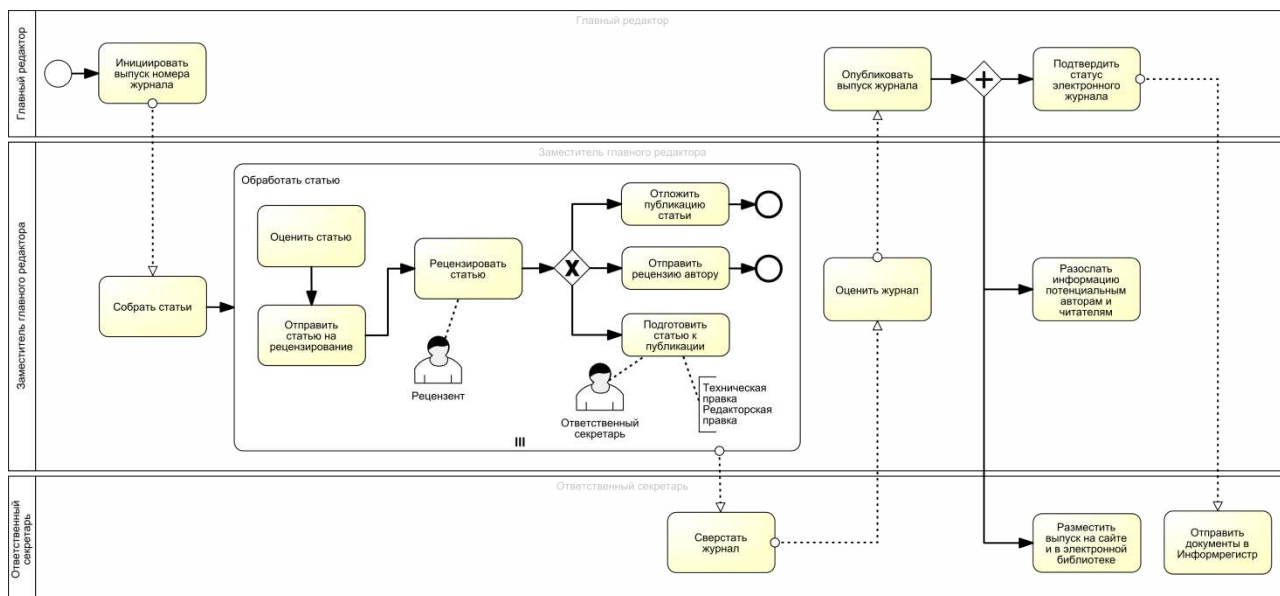 Главный редактор
Главный редактор
Инициировать
выпуск номера
журнала
Опубликовать
выпуск журнала
Подтвердить
статус
электронного
журнала
Заместитель главного редактора
Заместитель главного редактора
Обработать статью
Собрать статьи
Оценить статью
Отправить
статью на
рецензирование
Рецензировать
статью
Рецензент
Отложить
публикацию
статьи
Отправить
рецензию автору
Подготовить
статью к
публикации
Ответственный
секретарь
Техническая
правка
Редакторская
правка
Оценить журнал
Разослать
информацию
потенциальным
авторам и
читателям
Ответственный
секретарь
Ответственный секретарь
Сверстать
журнал
Разместить
выпуск на сайте
и в электронной
библиотеке
Отправить
документы в
Информрегистр